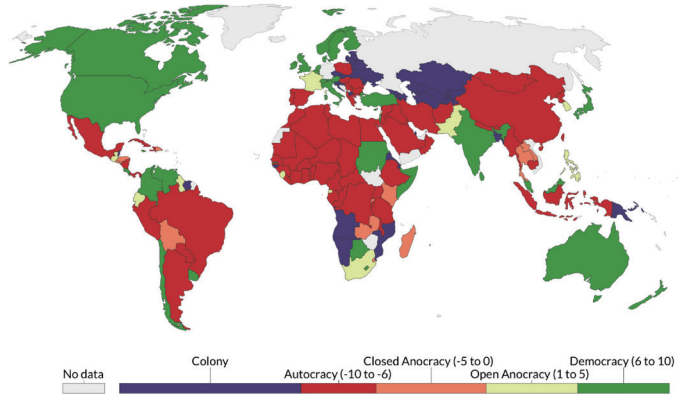 No data
Colony
Autocracy (-10 to -6)
Closed Anocracy (-5 to 0)
Open Anocracy (1 to 5)
Democracy (6 to 10)